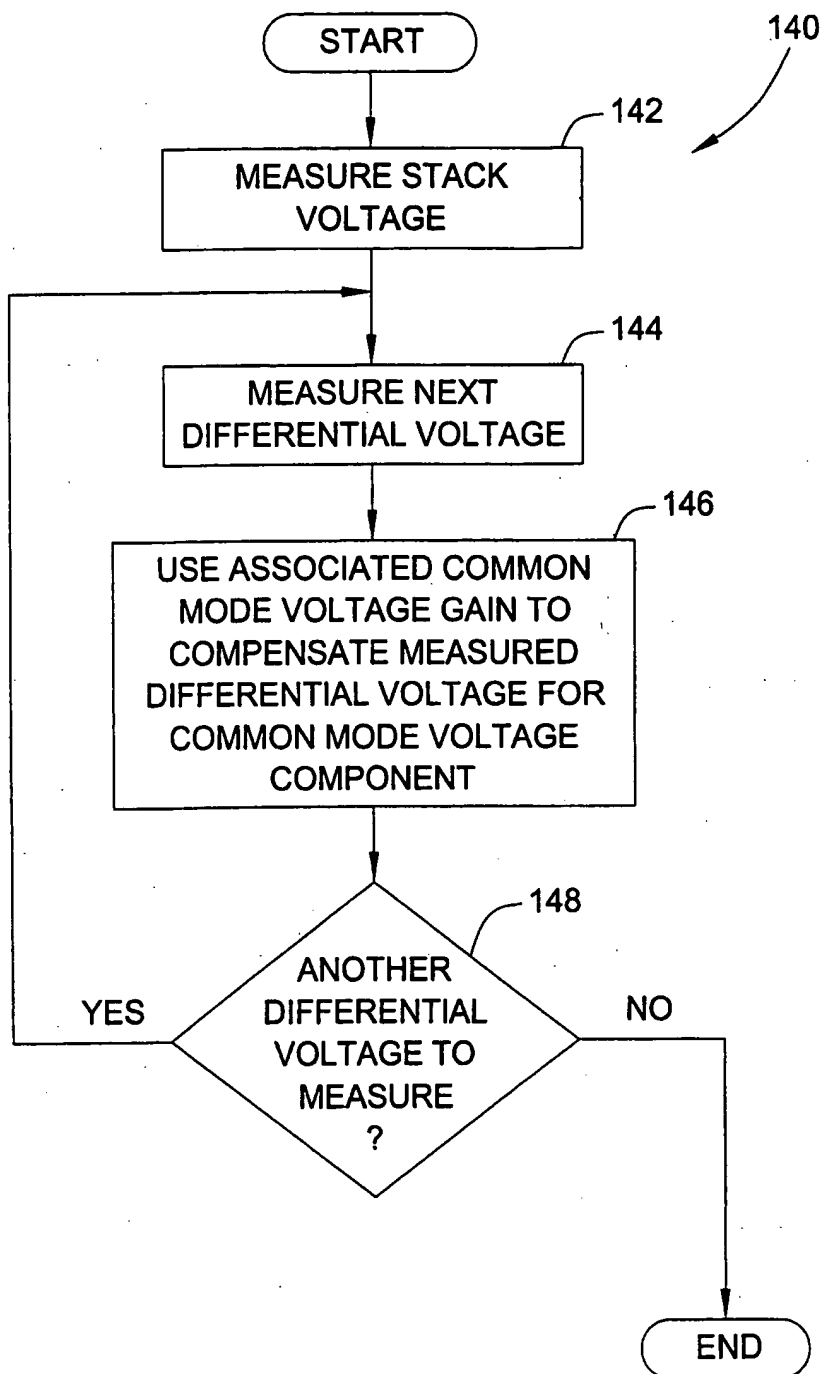 START
140
142
MEASURE STACK
VOLTAGE
144
MEASURE NEXT
DIFFERENTIAL VOLTAGE
146
USE ASSOCIATED COMMON
MODE VOLTAGE GAIN TO
COMPENSATE MEASURED
DIFFERENTIAL VOLTAGE FOR
COMMON MODE VOLTAGE
COMPONENT
148
ANOTHER
DIFFERENTIAL
VOLTAGE TO
MEASURE
?
YES
NO
END